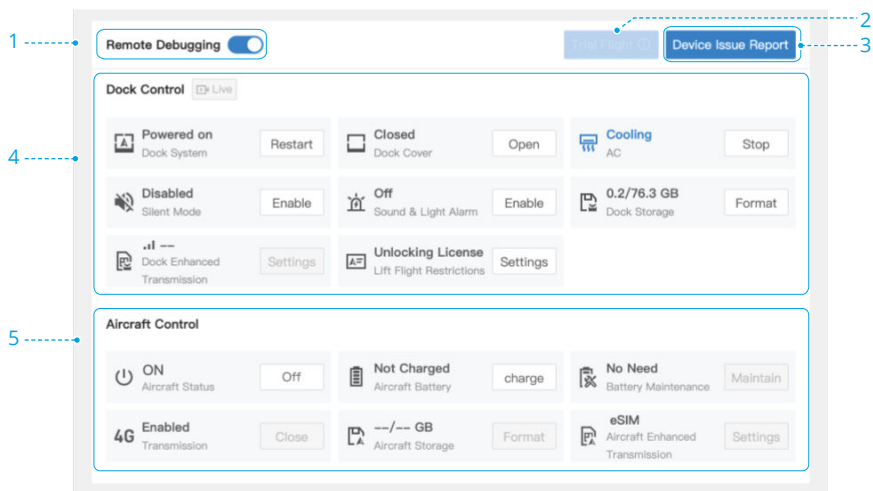 1
Remote Debugging
Trial Flight
Device Issue Report
2
3
Dock Control
Live
4
Powered on
Dock System
Restart
Closed
Dock Cover
Open
Cooling
AC
Stop
Disabled
Silent Mode
Enable
Off
Sound & Light Alarm
Enable
0.2/76.3 GB
Dock Storage
Format
--
Dock Enhanced
Transmission
Settings
Unlocking License
Lift Flight Restrictions
Settings
5
Aircraft Control
ON
Aircraft Status
Off
Not Charged
Aircraft Battery
charge
No Need
Battery Maintenance
Maintain
4G
Enabled
Transmission
Close
--/-- GB
Aircraft Storage
Format
eSIM
Aircraft Enhanced
Transmission
Settings